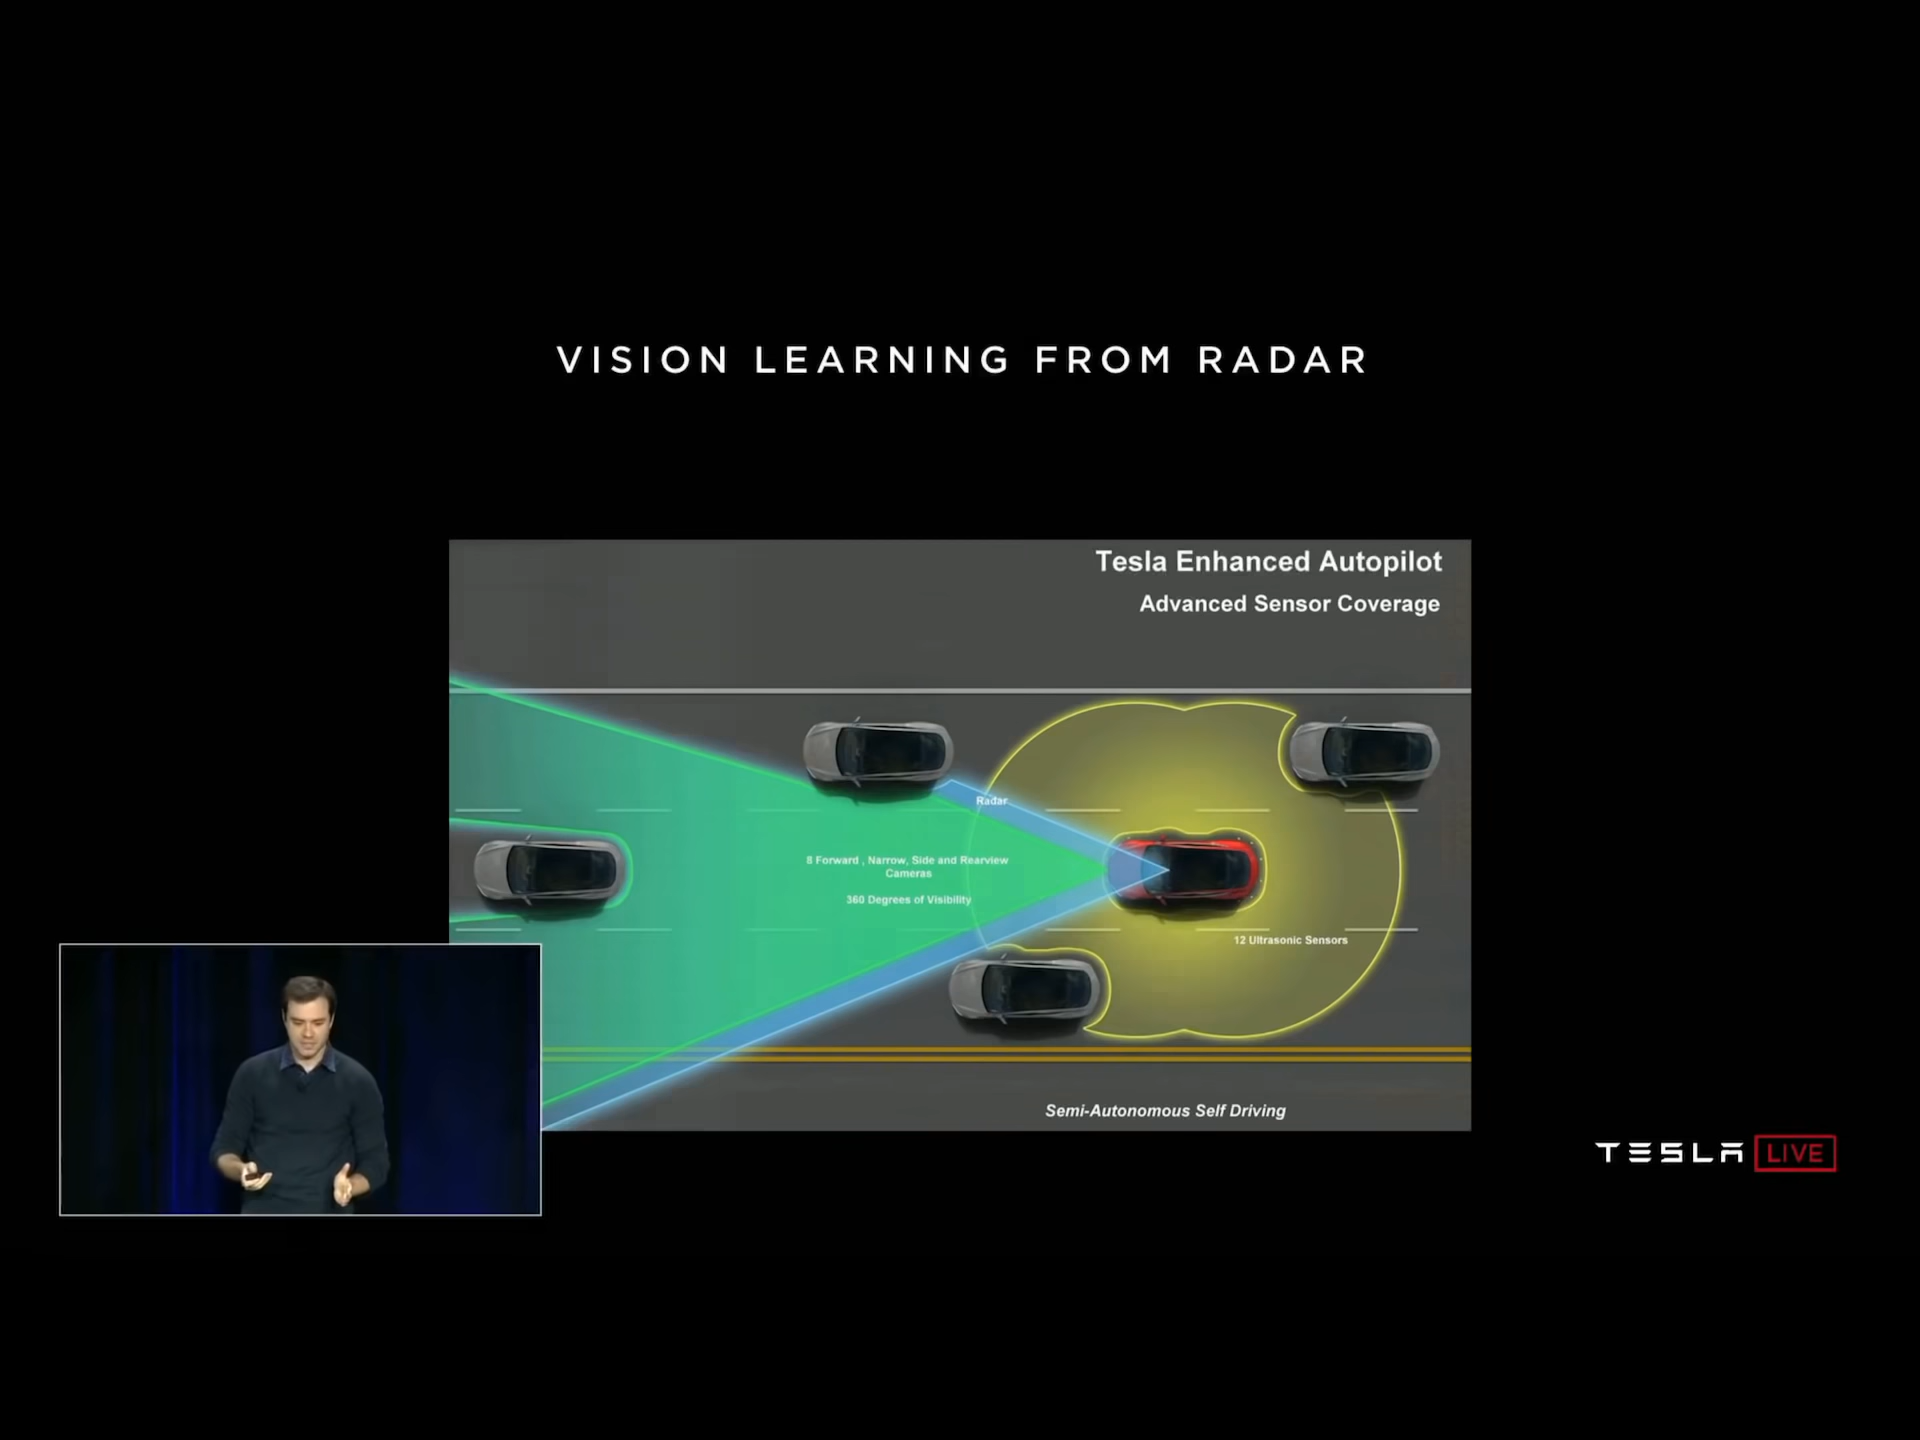 VISION LEARNING FROM RADAR
Tesla Enhanced Autopilot
Advanced Sensor Coverage
Radar
8 Forward , Narrow, Side and Rearview
Cameras
360 Degrees of Visibility
12 Ultrasonic Sensors
Semi-Autonomous Self Driving
TESLA LIVE